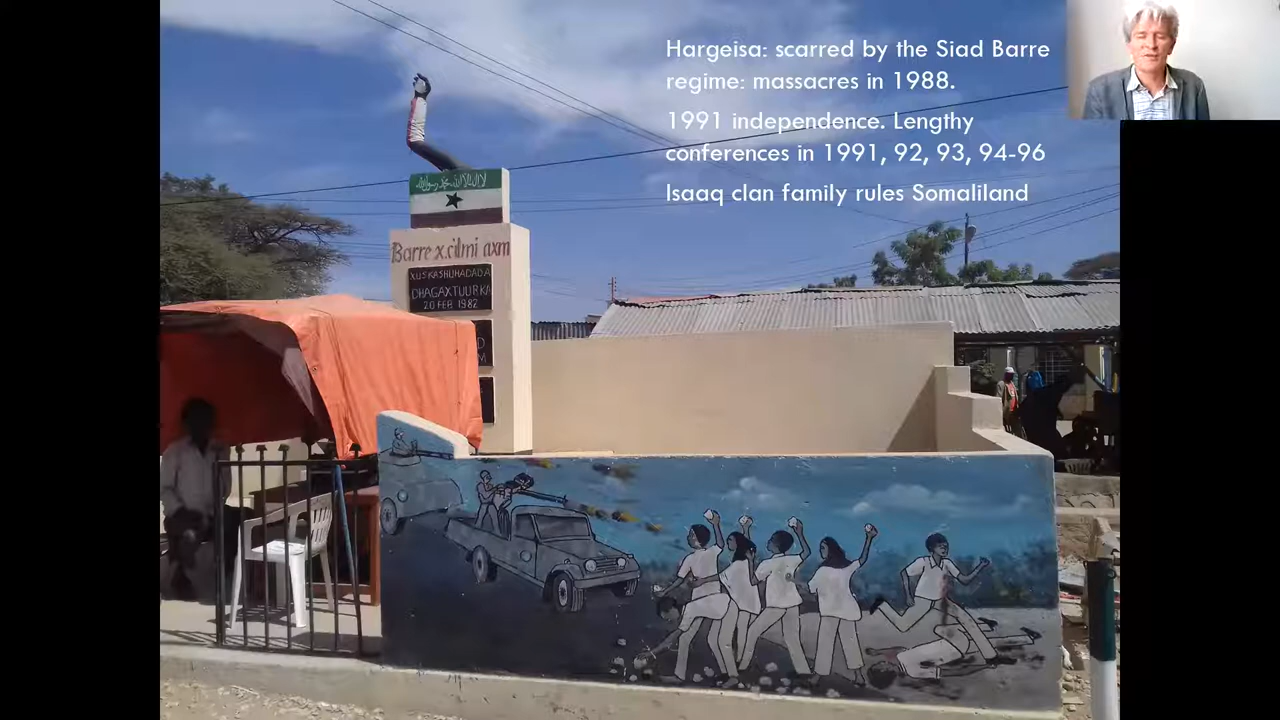 Hargeisa: scarred by the Siad Barre
regime: massacres in 1988.
1991 independence. Lengthy
conferences in 1991, 92, 93, 94-96
Isaaq clan family rules Somaliland
لا إله إلا الله محمد رسول الله
Barre x.cilmi axm
XUSKA SHUHADADA
DHAGAXTUURKA
20 FEB 1982